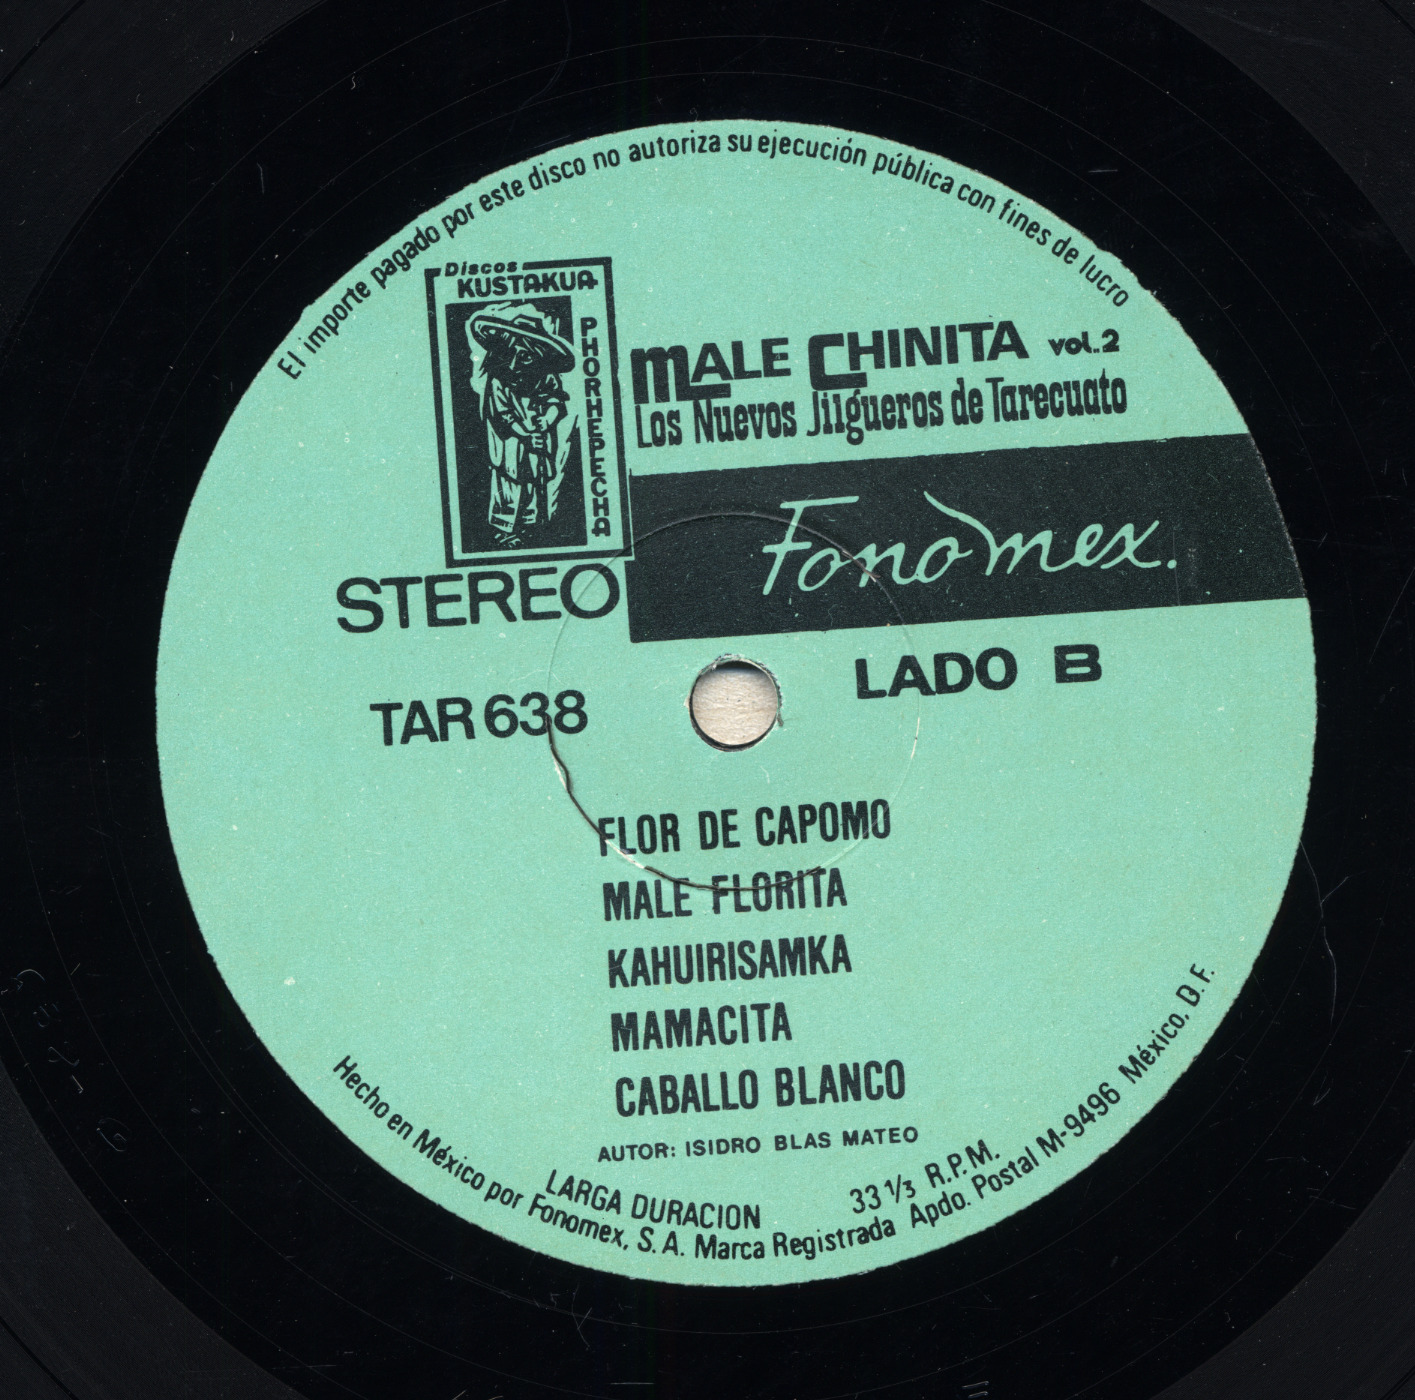 El importe pagado por este disco no autoriza su ejecución pública con fines de lucro
Discos
KUSTAKUA
PHORHEPECHA
MALE CHINITA vol..2
Los Nuevos Jilgueros de Tarecuato
Fonomex.
STEREO
LADO B
TAR 638
FLOR DE CAPOMO
MALE FLORITA
KAHUIRISAMKA
MAMACITA
CABALLO BLANCO
AUTOR: ISIDRO BLAS MATEO
LARGA DURACION 33 1/3 R.P.M.
Hecho en México por Fonomex, S.A. Marca Registrada Apdo. Postal M-9496 México, D.F.